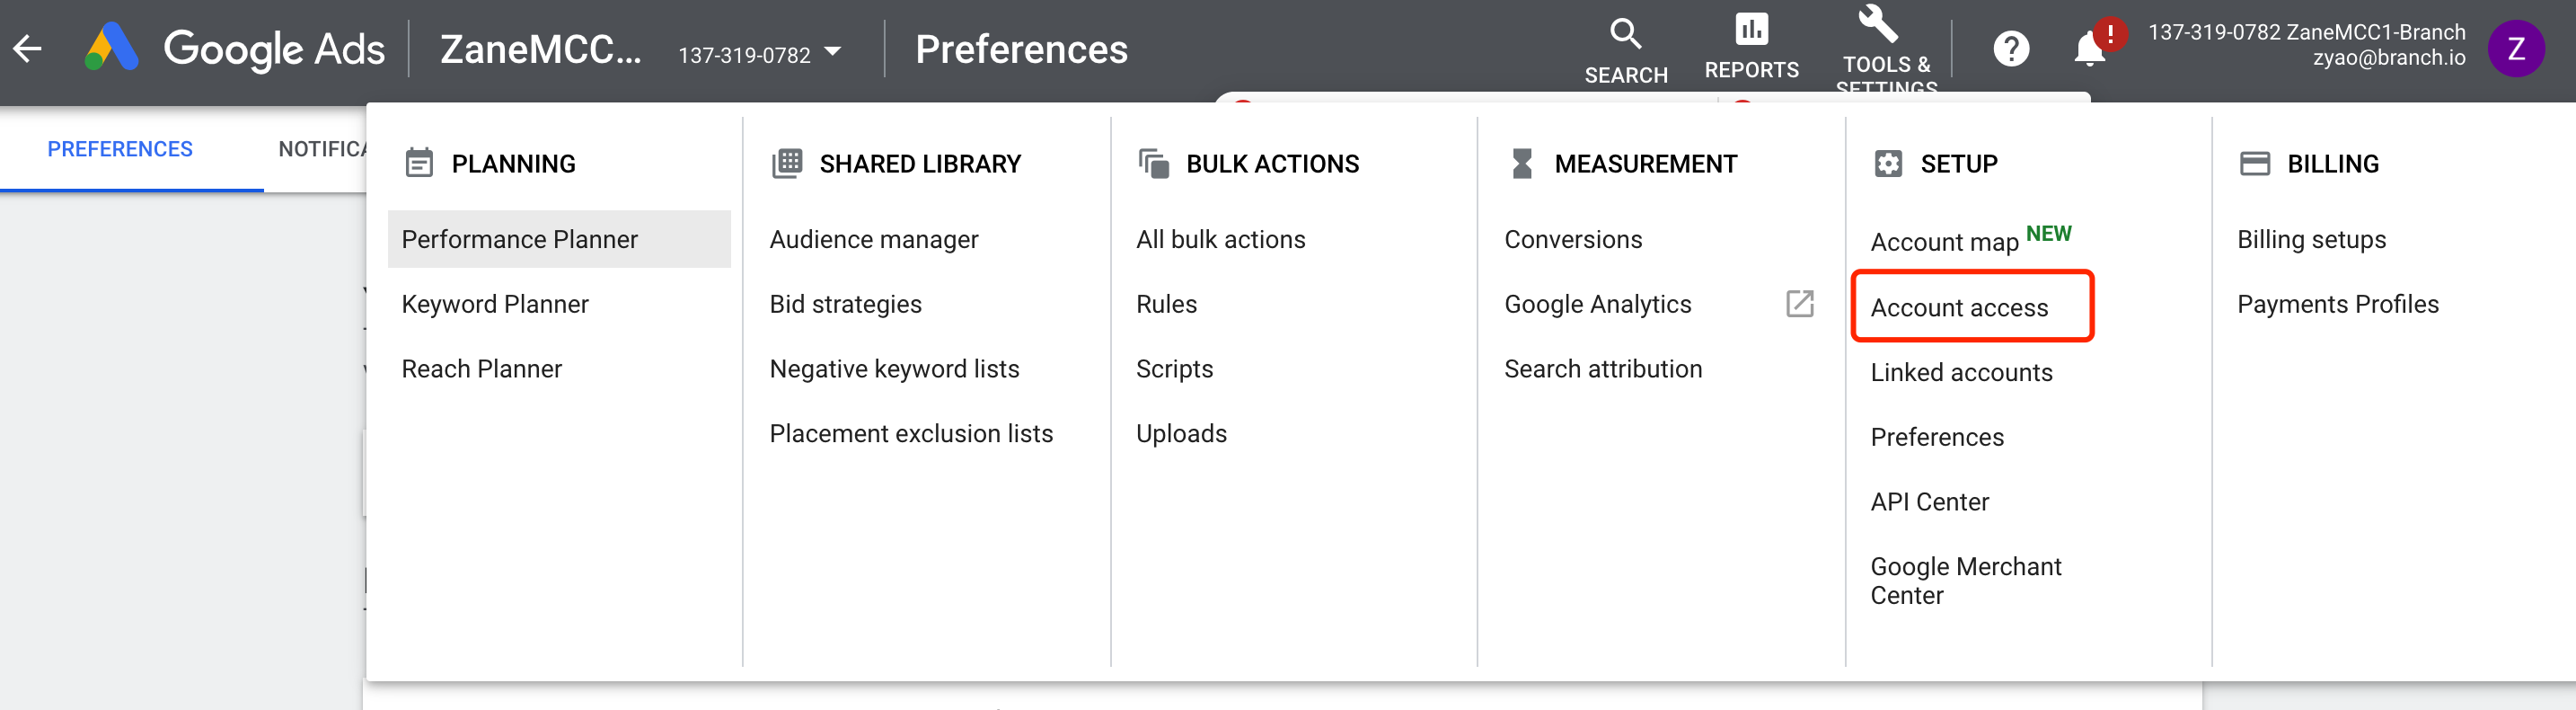 Google Ads
ZaneMCC...
137-319-0782
Preferences
SEARCH
REPORTS
TOOLS &
SETTINGS
?
!
137-319-0782 ZaneMCC1-Branch
zyao@branch.io
Z
PREFERENCES
NOTIFICA
PLANNING
Performance Planner
Keyword Planner
Reach Planner
SHARED LIBRARY
Audience manager
Bid strategies
Negative keyword lists
Placement exclusion lists
BULK ACTIONS
All bulk actions
Rules
Scripts
Uploads
MEASUREMENT
Conversions
Google Analytics
Search attribution
SETUP
Account map NEW
Account access
Linked accounts
Preferences
API Center
Google Merchant
Center
BILLING
Billing setups
Payments Profiles